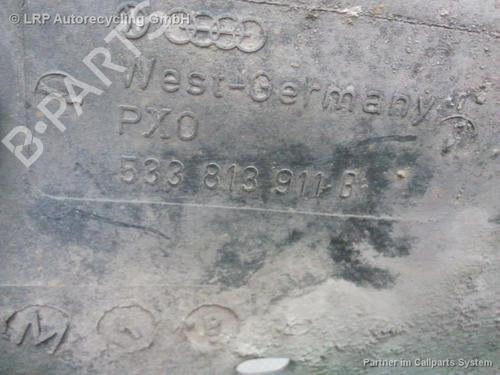 © LRP Autorecycling GmbH
B-PARTS
West-Germany
PXO
533 813 911 B
Partner im Callparts System